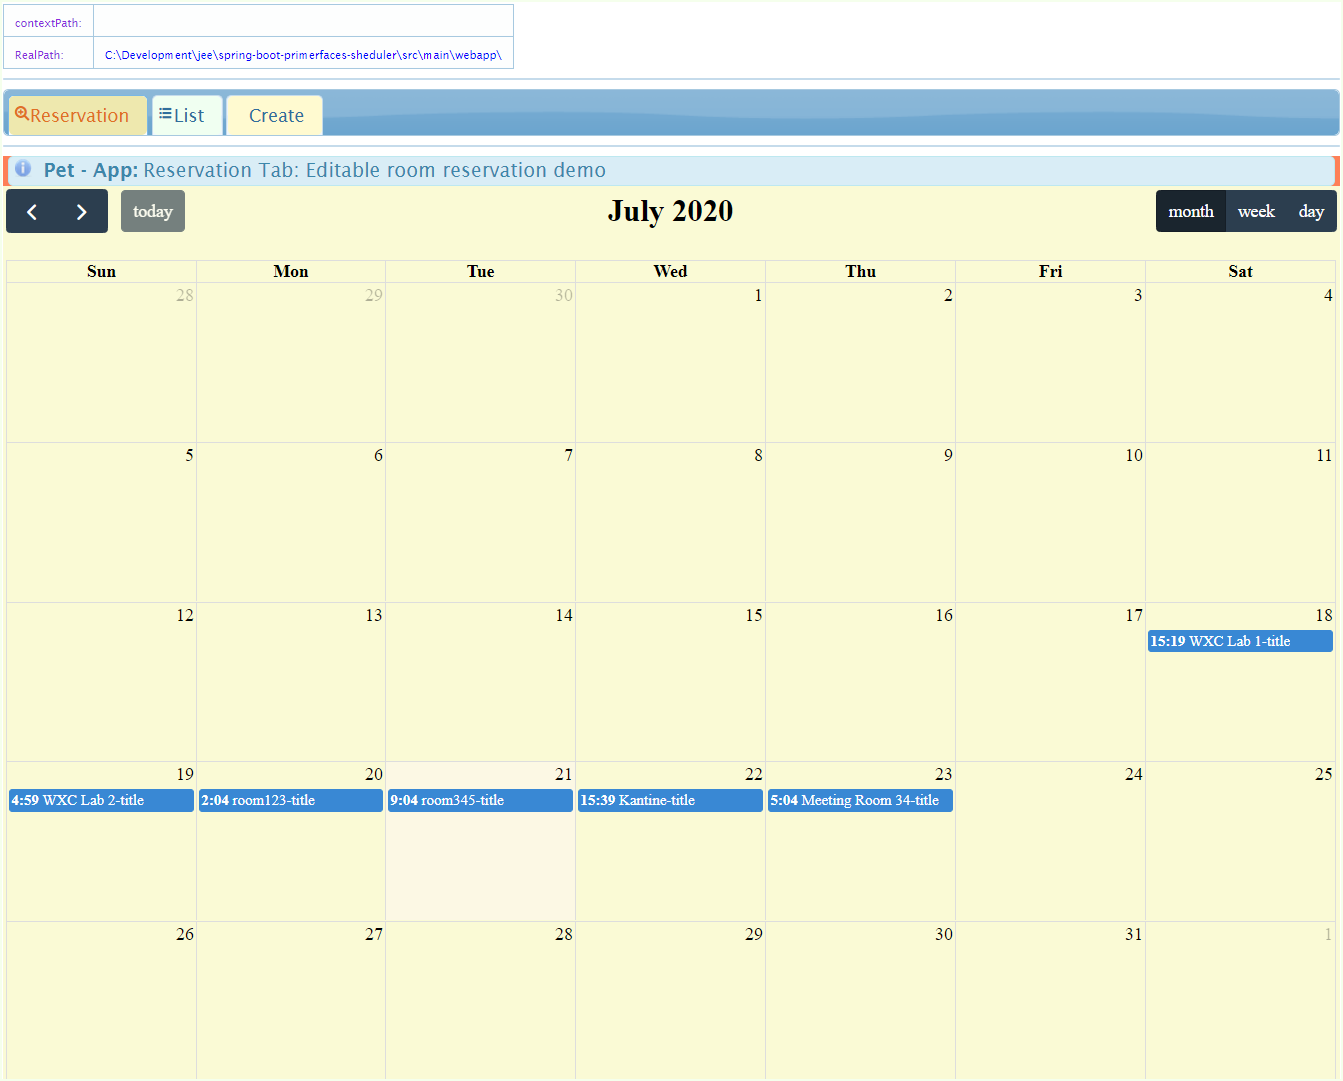 contextPath:
RealPath: C:\Development\jee\spring-boot-primerfaces-sheduler\src\main\webapp\
Reservation List Create
Pet - App: Reservation Tab: Editable room reservation demo
today July 2020 month week day
Sun Mon Tue Wed Thu Fri Sat
28 29 30 1 2 3 4
5 6 7 8 9 10 11
12 13 14 15 16 17 18
15:19 WXC Lab 1-title
19 20 21 22 23 24 25
4:59 WXC Lab 2-title 2:04 room123-title 9:04 room345-title 15:39 Kantine-title 5:04 Meeting Room 34-title
26 27 28 29 30 31 1